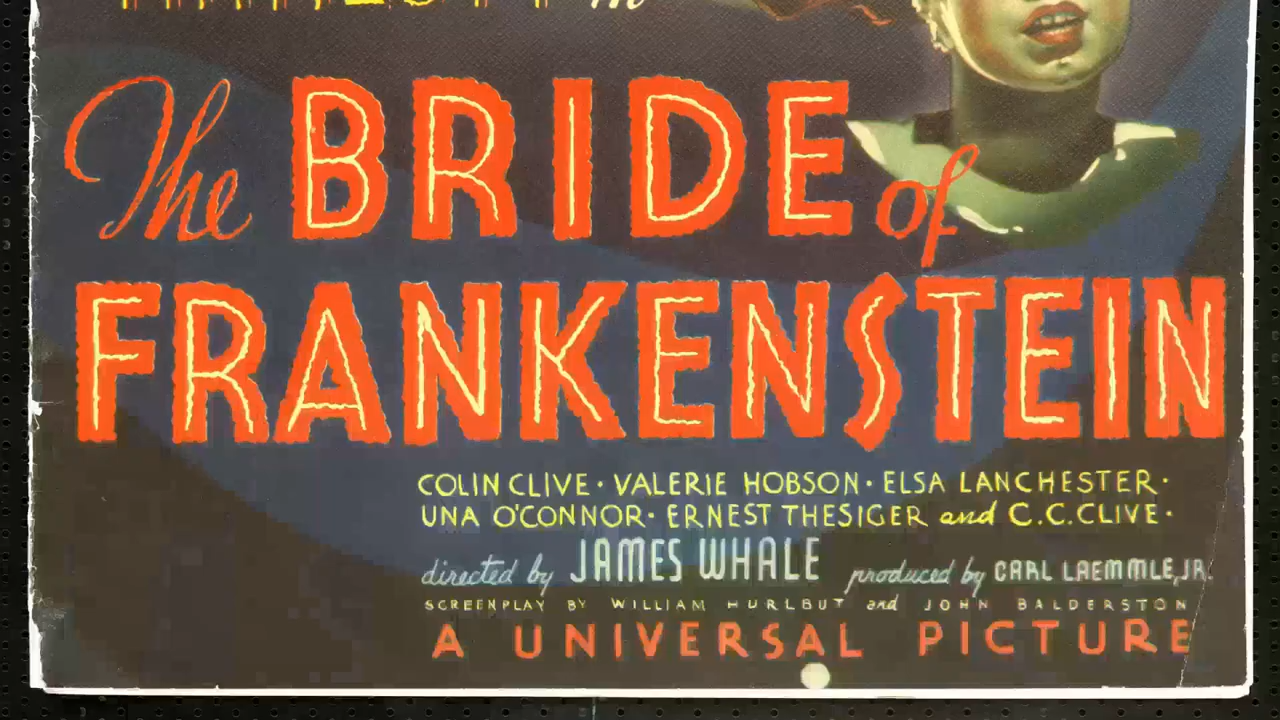 The BRIDE of
FRANKENSTEIN
COLIN CLIVE · VALERIE HOBSON · ELSA LANCHESTER ·
UNA O'CONNOR · ERNEST THESIGER and C.C. CLIVE ·
directed by JAMES WHALE produced by CARL LAEMMLE, JR.
SCREENPLAY BY WILLIAM HURLBUT and JOHN BALDERSTON
A UNIVERSAL PICTURE